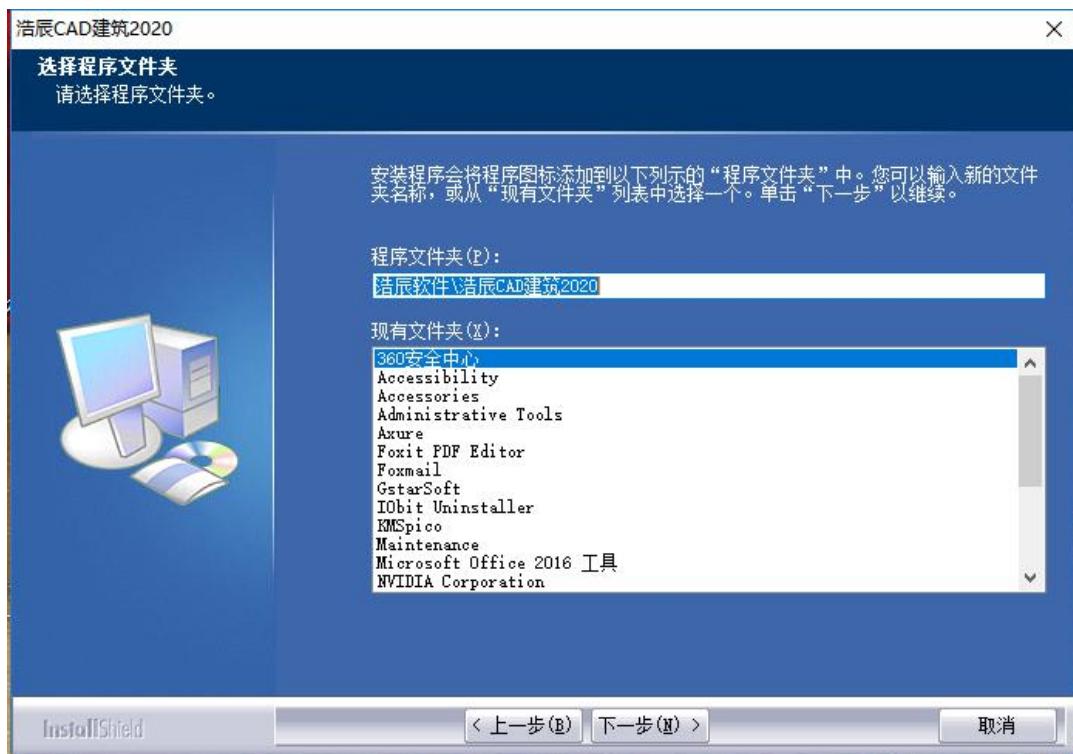 浩辰CAD建筑2020
选择程序文件夹
请选择程序文件夹。
安装程序会将程序图标添加到以下列示的“程序文件夹”中。您可以输入新的文件
夹名称，或从“现有文件夹”列表中选择一个。单击“下一步”以继续。
程序文件夹(P):
浩辰软件\浩辰CAD建筑2020
现有文件夹(X):
360安全中心
Accessibility
Accessories
Administrative Tools
Axure
Foxit PDF Editor
Foxmail
GstarSoft
IObit Uninstaller
KMSpico
Maintenance
Microsoft Office 2016 工具
NVIDIA Corporation
InstallShield
< 上一步(B) 下一步(N) > 取消